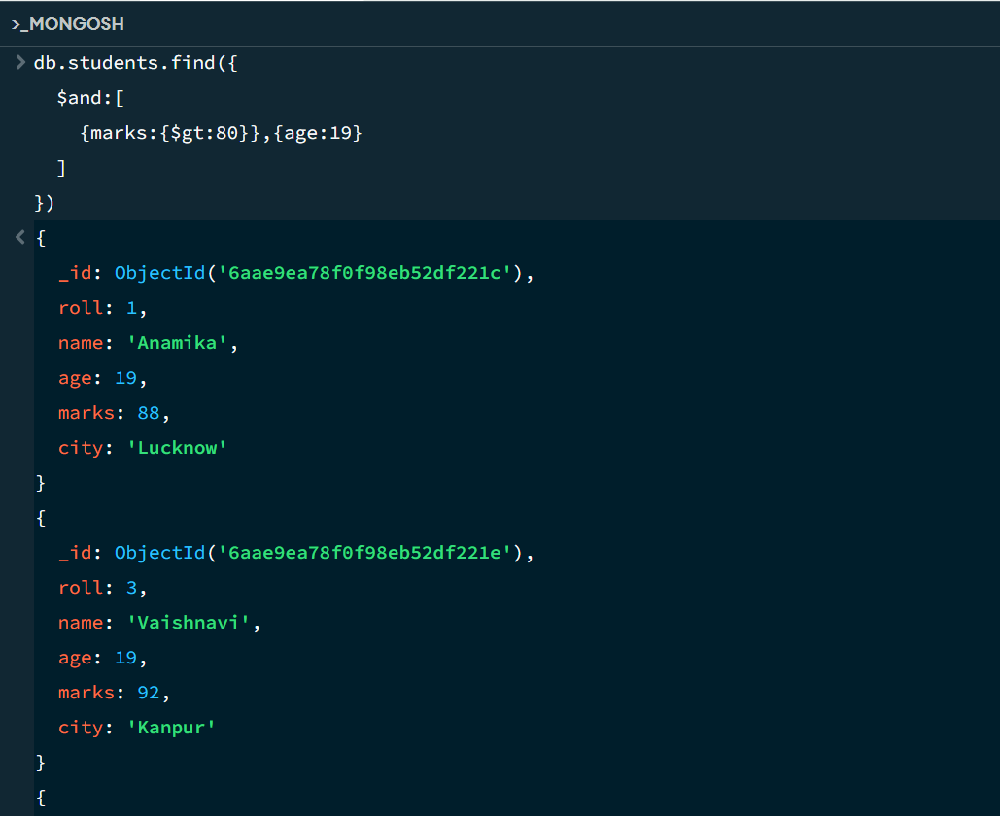 >_MONGOSH
> db.students.find({
$and:[
{marks:{$gt:80}},{age:19}
]
})
< {
_id: ObjectId('6aae9ea78f0f98eb52df221c'),
roll: 1,
name: 'Anamika',
age: 19,
marks: 88,
city: 'Lucknow'
}
{
_id: ObjectId('6aae9ea78f0f98eb52df221e'),
roll: 3,
name: 'Vaishnavi',
age: 19,
marks: 92,
city: 'Kanpur'
}
{